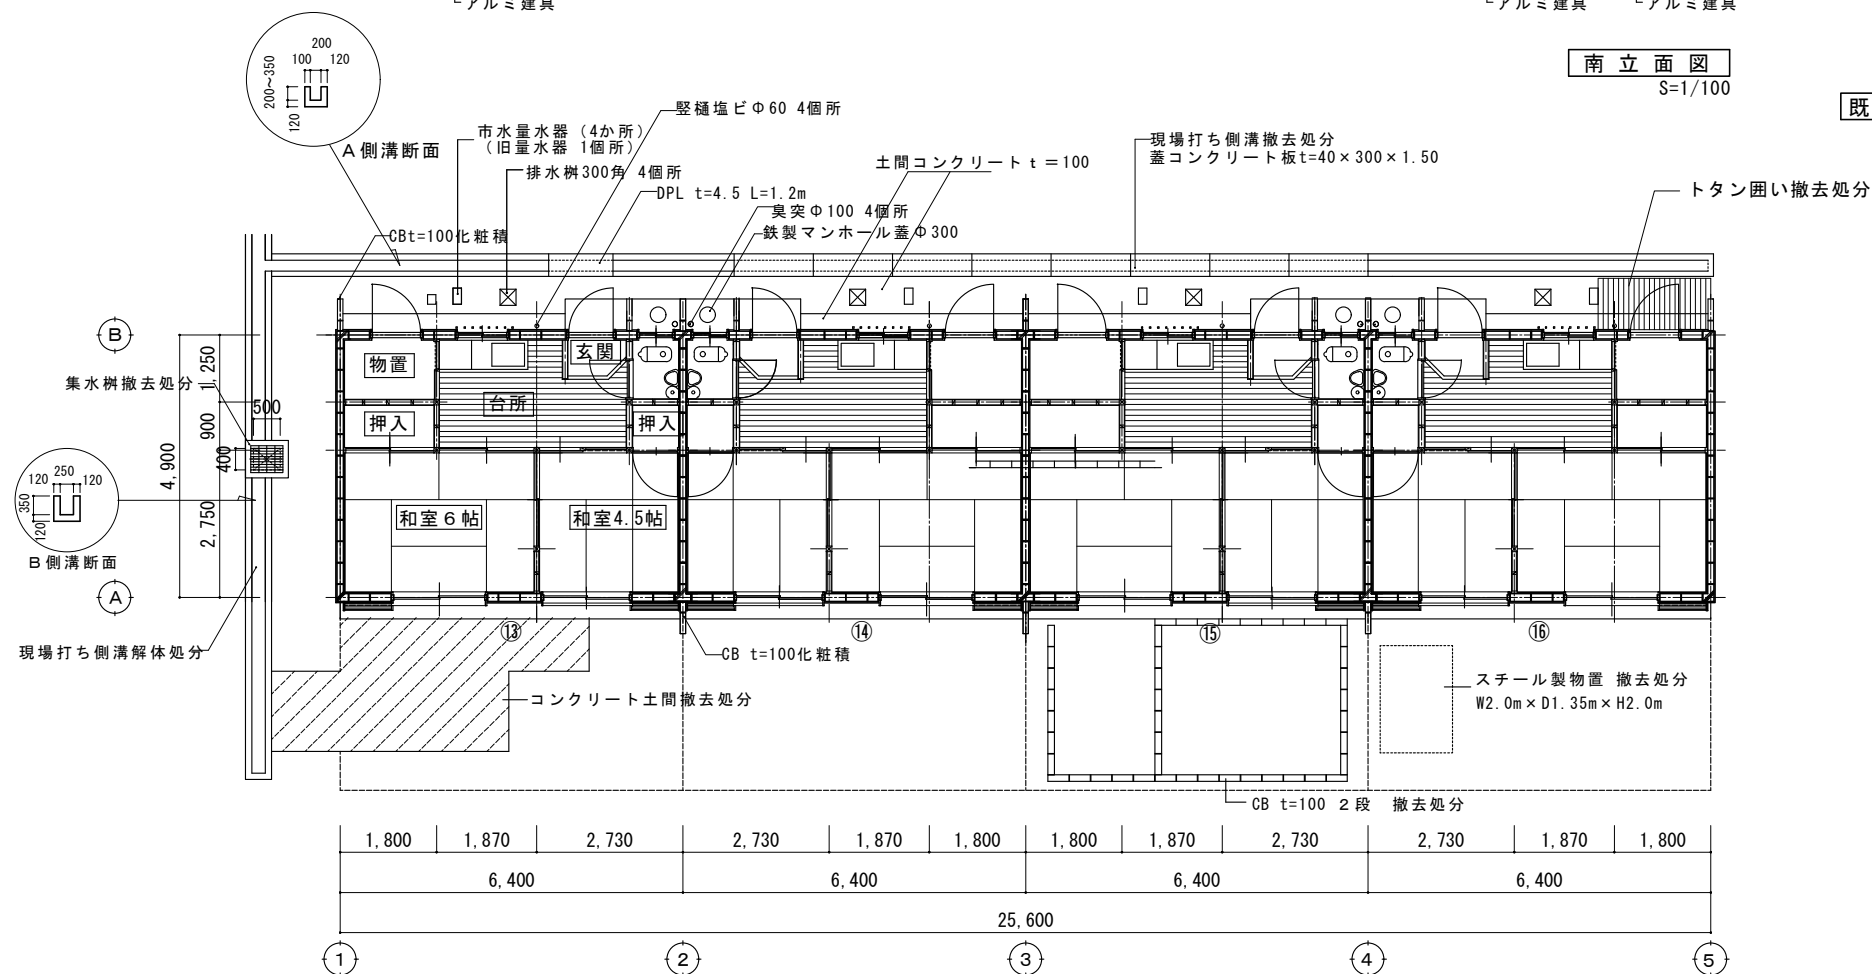 アルミ建具
アルミ建具
アルミ建具
南立面図
S=1/100
既
200
100
120
200~350
120
A側溝断面
市水量水器（4か所）
（旧量水器 1個所）
排水桝300角 4個所
竪樋塩ビΦ60 4個所
DPL t=4.5 L=1.2m
臭突Φ100 4個所
鉄製マンホール蓋Φ300
土間コンクリート t＝100
現場打ち側溝撤去処分
蓋コンクリート板t=40×300×1.50
トタン囲い撤去処分
CBt=100化粧積
B
1,250
900
2,750
4,900
A
集水桝撤去処分
500
400
120
250
120
350
120
B側溝断面
現場打ち側溝解体処分
物置
玄関
台所
押入
押入
和室６帖
和室4.5帖
⑬
⑭
⑮
⑯
CB t=100化粧積
コンクリート土間撤去処分
スチール製物置 撤去処分
W2.0m×D1.35m×H2.0m
CB t=100 2段 撤去処分
1,800
1,870
2,730
2,730
1,870
1,800
1,800
1,870
2,730
2,730
1,870
1,800
6,400
6,400
6,400
6,400
25,600
1
2
3
4
5